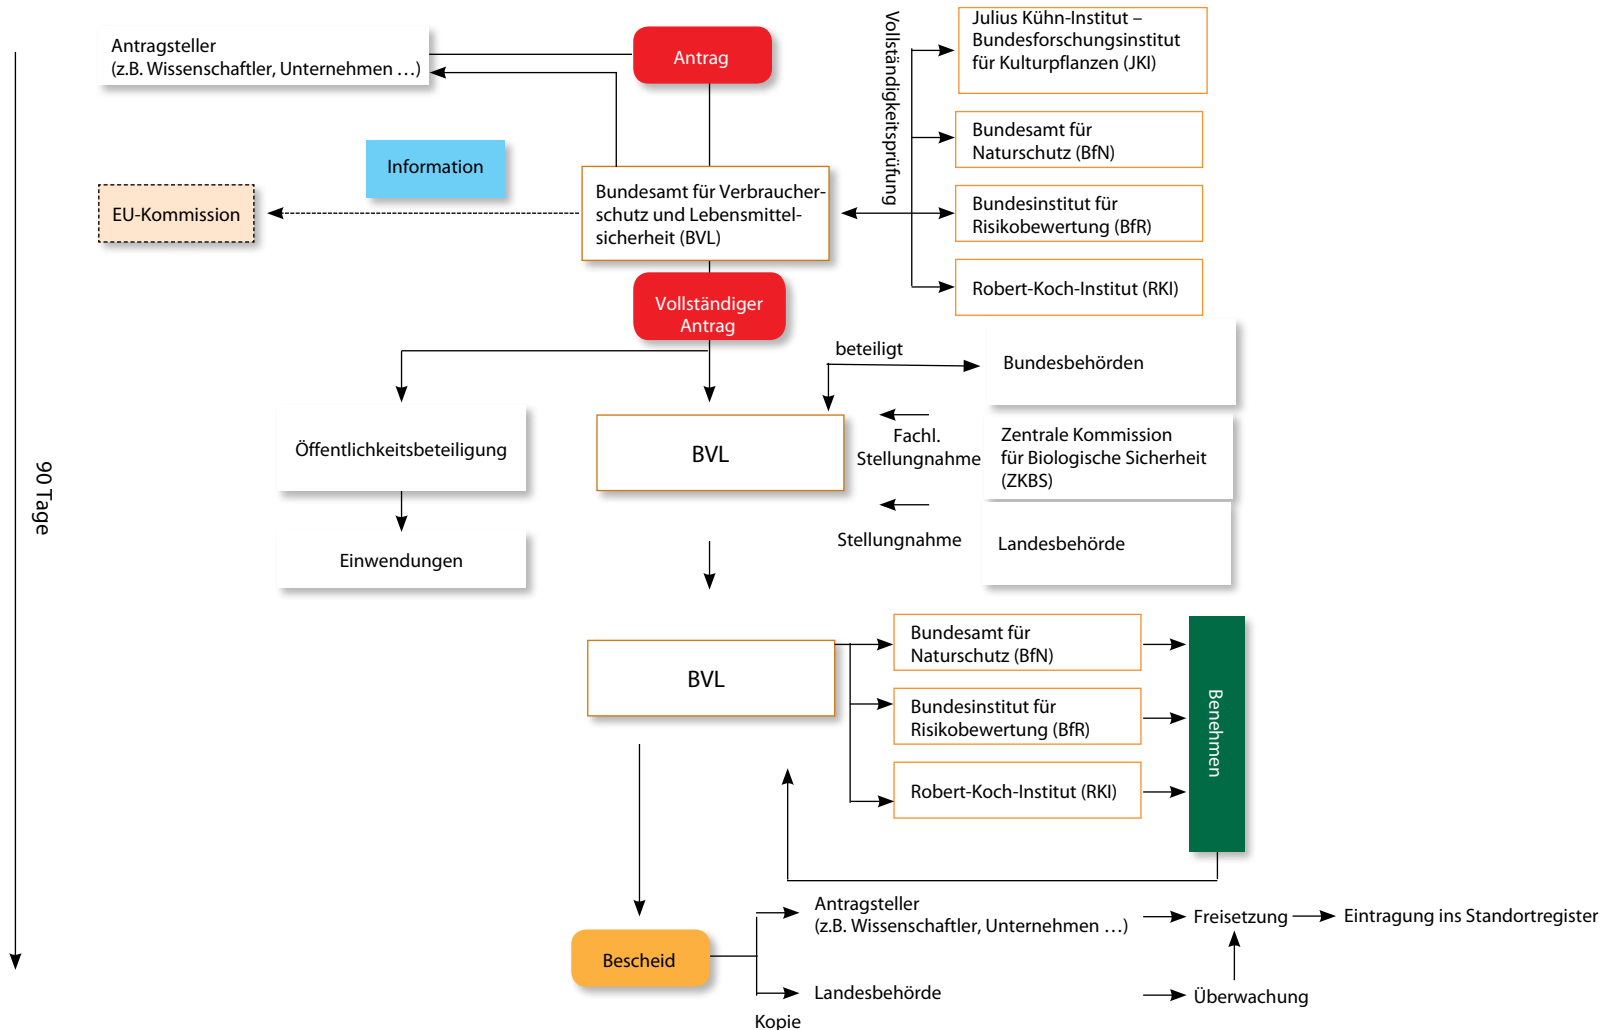 90 Tage
Antragsteller
(z.B. Wissenschaftler, Unternehmen …)
Antrag
Vollständigkeitsprüfung
Julius Kühn-Institut –
Bundesforschungsinstitut
für Kulturpflanzen (JKI)
Bundesamt für
Naturschutz (BfN)
Bundesinstitut für
Risikobewertung (BfR)
Robert-Koch-Institut (RKI)
Information
EU-Kommission
Bundesamt für Verbraucher-
schutz und Lebensmittel-
sicherheit (BVL)
Vollständiger
Antrag
beteiligt
Bundesbehörden
Öffentlichkeitsbeteiligung
BVL
Fachl.
Stellungnahme
Zentrale Kommission
für Biologische Sicherheit
(ZKBS)
Einwendungen
Stellungnahme
Landesbehörde
BVL
Bundesamt für
Naturschutz (BfN)
Bundesinstitut für
Risikobewertung (BfR)
Robert-Koch-Institut (RKI)
Benehmen
Bescheid
Antragsteller
(z.B. Wissenschaftler, Unternehmen …)
Freisetzung
Eintragung ins Standortregister
Landesbehörde
Überwachung
Kopie